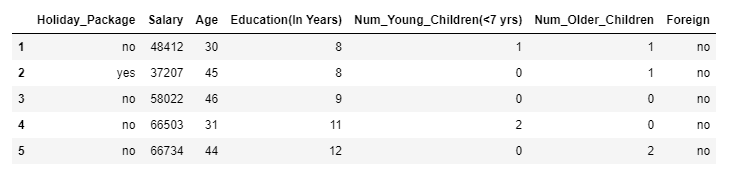 Holiday_Package Salary Age Education(In Years) Num_Young_Children(<7 yrs) Num_Older_Children Foreign
1 no 48412 30 8 1 1 no
2 yes 37207 45 8 0 1 no
3 no 58022 46 9 0 0 no
4 no 66503 31 11 2 0 no
5 no 66734 44 12 0 2 no